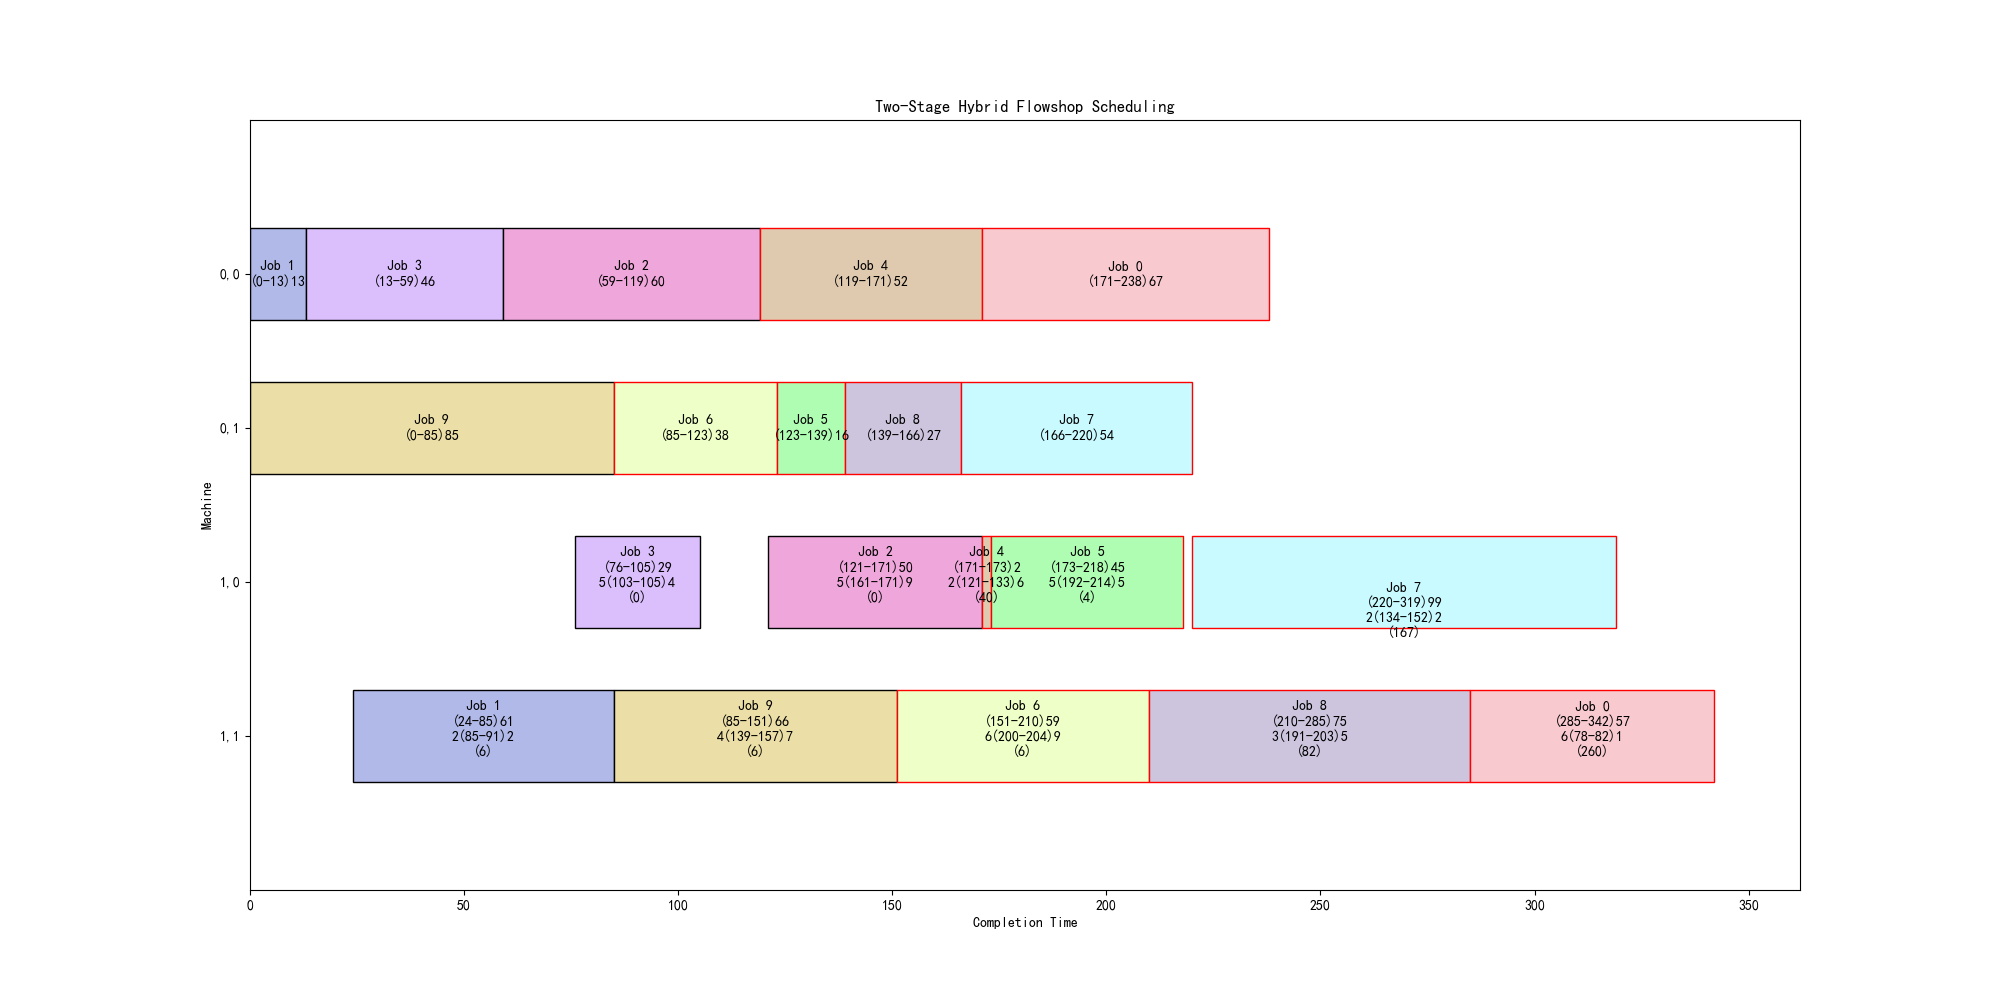 Two-Stage Hybrid Flowshop Scheduling
Job 1
(0-13)13
Job 3
(13-59)46
Job 2
(59-119)60
Job 4
(119-171)52
Job 0
(171-238)67
0,0
Job 9
(0-85)85
Job 6
(85-123)38
Job 5
(123-139)16
Job 8
(139-166)27
Job 7
(166-220)54
0,1
Machine
Job 3
(76-105)29
5(103-105)4
(0)
Job 2
(121-171)50
5(161-171)9
(0)
Job 4
(171-173)2
2(121-133)6
(40)
Job 5
(173-218)45
5(192-214)5
(4)
Job 7
(220-319)99
2(134-152)2
(167)
1,0
Job 1
(24-85)61
2(85-91)2
(6)
Job 9
(85-151)66
4(139-157)7
(6)
Job 6
(151-210)59
6(200-204)9
(6)
Job 8
(210-285)75
3(191-203)5
(82)
Job 0
(285-342)57
6(78-82)1
(260)
1,1
0 50 100 150 200 250 300 350
Completion Time